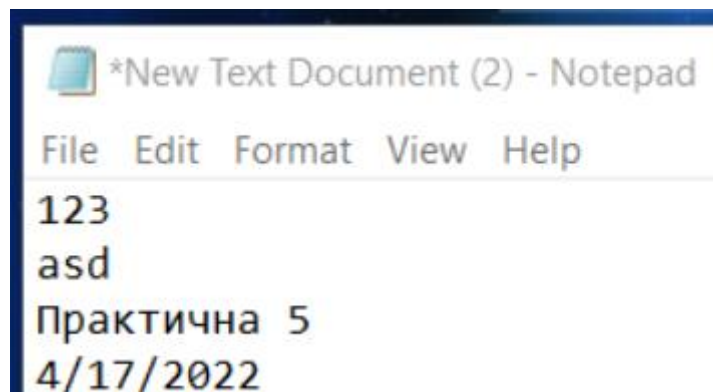 *New Text Document (2) - Notepad
File Edit Format View Help
123
asd
Практична 5
4/17/2022